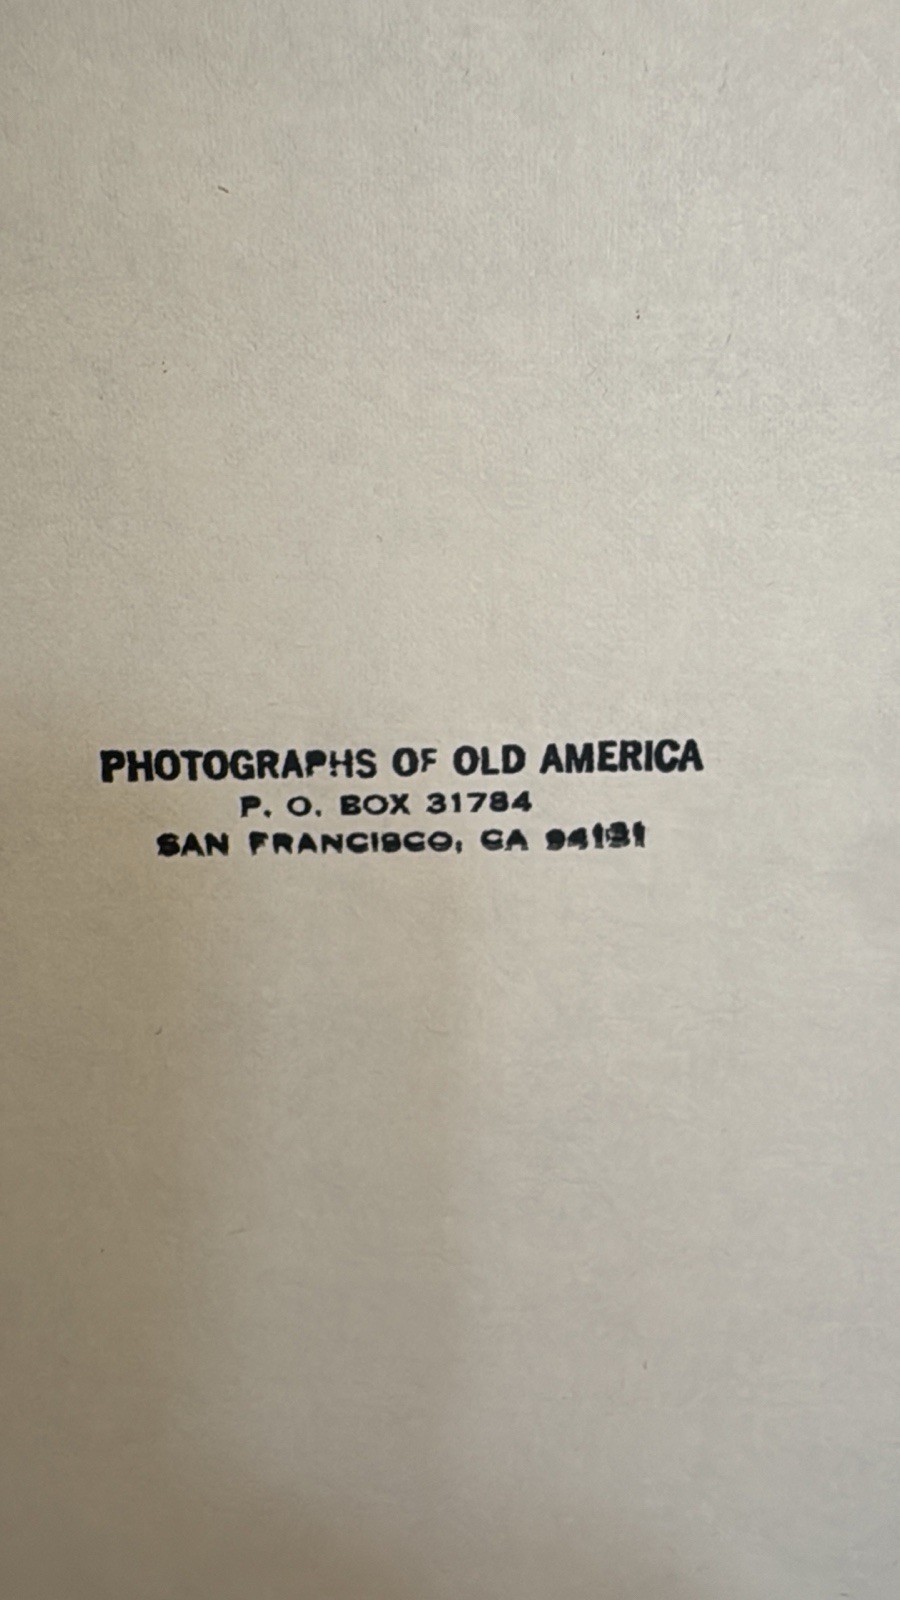 PHOTOGRAPHS OF OLD AMERICA
P. O. BOX 31784
SAN FRANCISCO, CA 94131